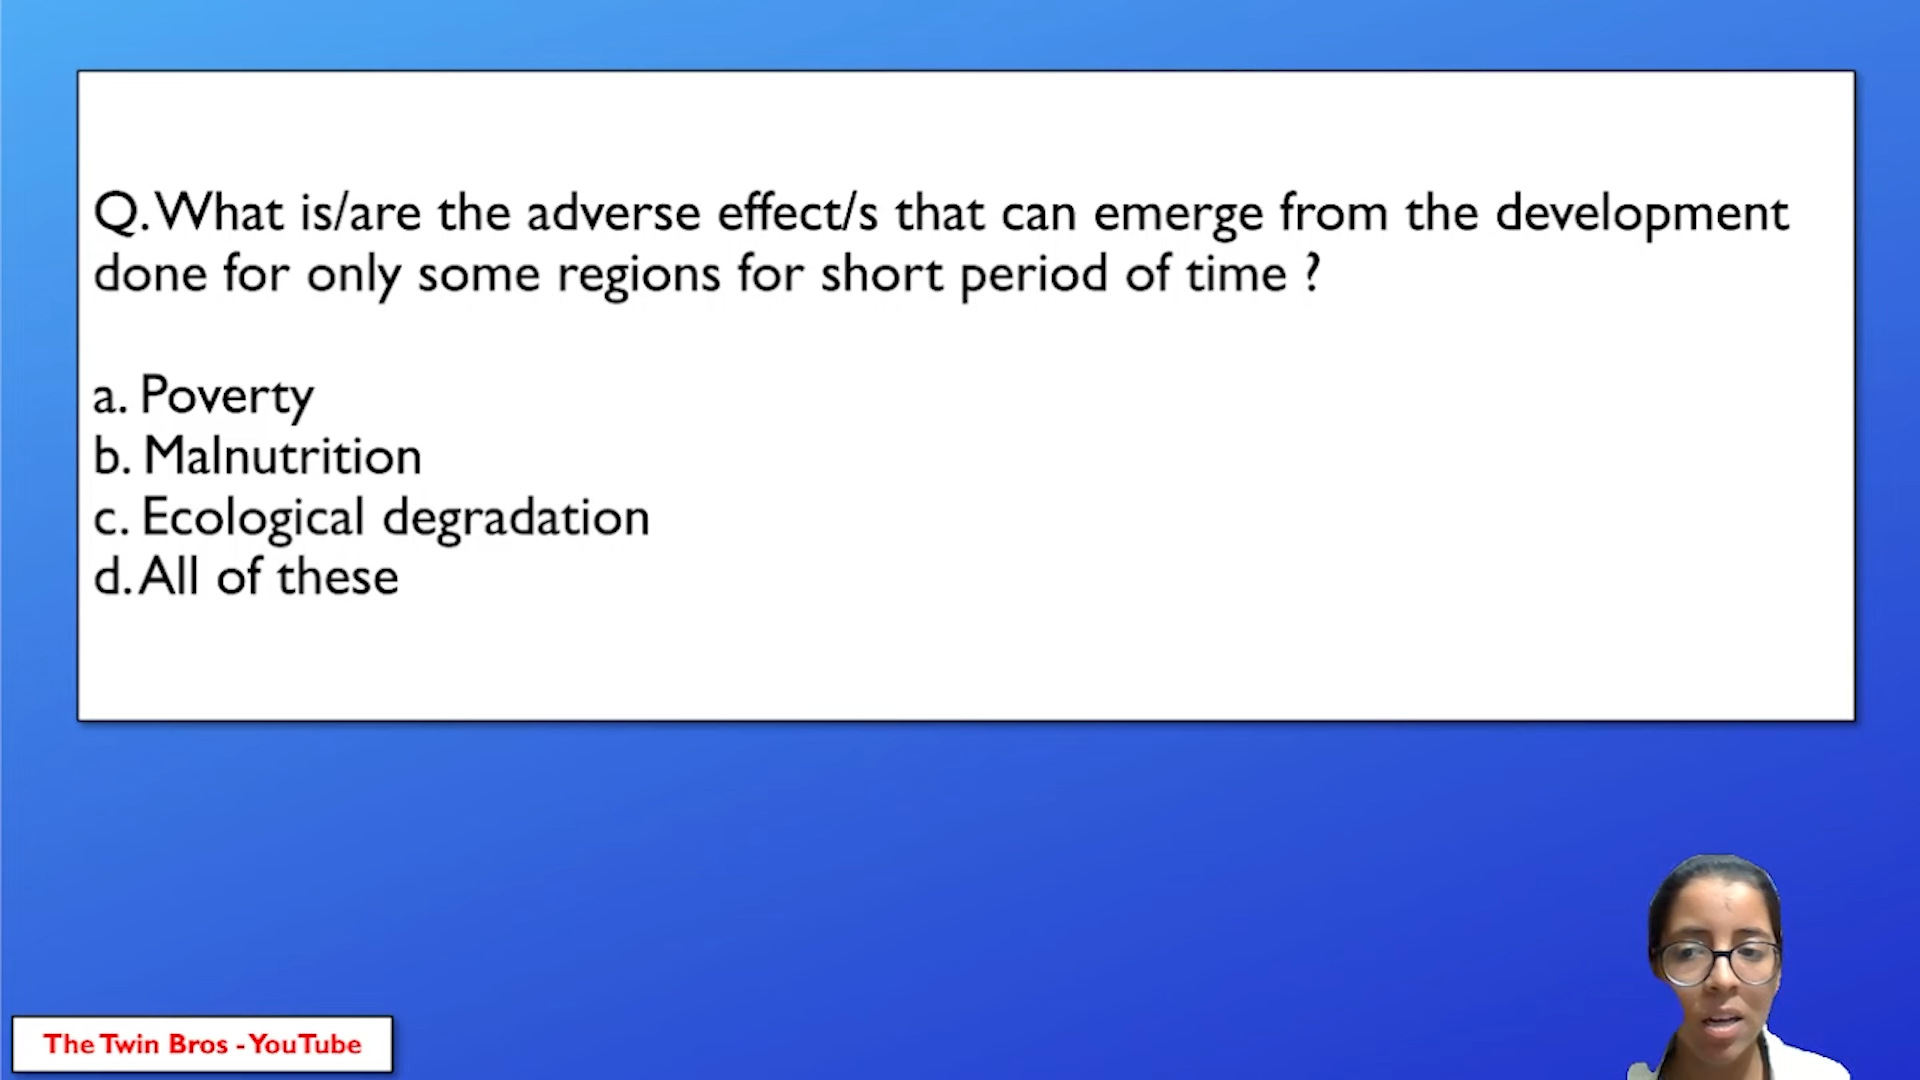 Q. What is/are the adverse effect/s that can emerge from the development
done for only some regions for short period of time ?
a. Poverty
b. Malnutrition
c. Ecological degradation
d. All of these
The Twin Bros - YouTube